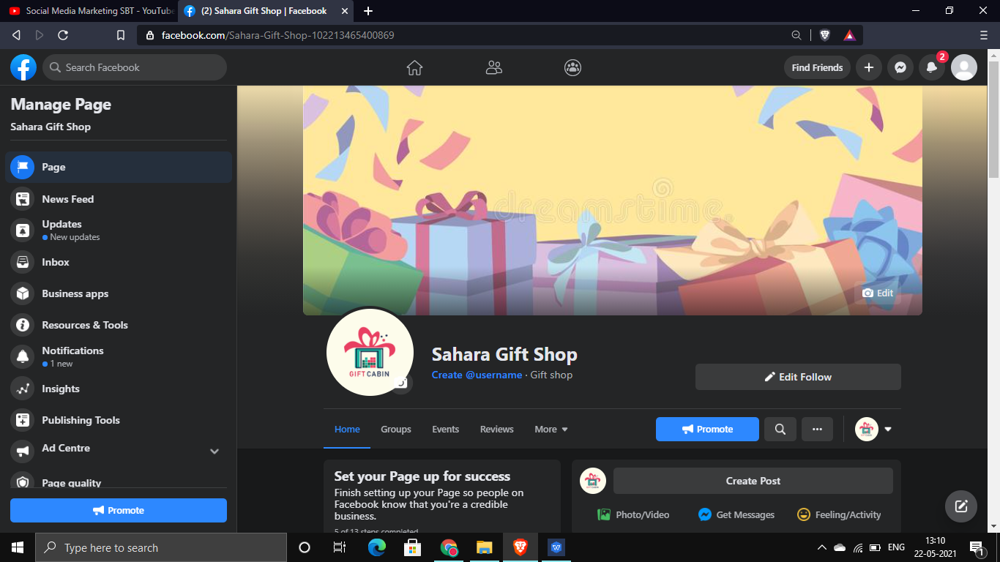 Social Media Marketing SBT - YouTube
(2) Sahara Gift Shop | Facebook
facebook.com/Sahara-Gift-Shop-102213465400869
Search Facebook
Find Friends
2
Manage Page
Sahara Gift Shop
Page
News Feed
Updates
New updates
Inbox
Business apps
Resources & Tools
Notifications
1 new
Insights
Publishing Tools
Ad Centre
Page quality
Promote
dreamstime.
Edit
GIFT CABIN
Sahara Gift Shop
Create @username · Gift shop
Edit Follow
Home
Groups
Events
Reviews
More
Promote
Set your Page up for success
Finish setting up your Page so people on
Facebook know that you're a credible
business.
5 of 13 steps completed
Create Post
Photo/Video
Get Messages
Feeling/Activity
Type here to search
ENG
13:10
22-05-2021
1